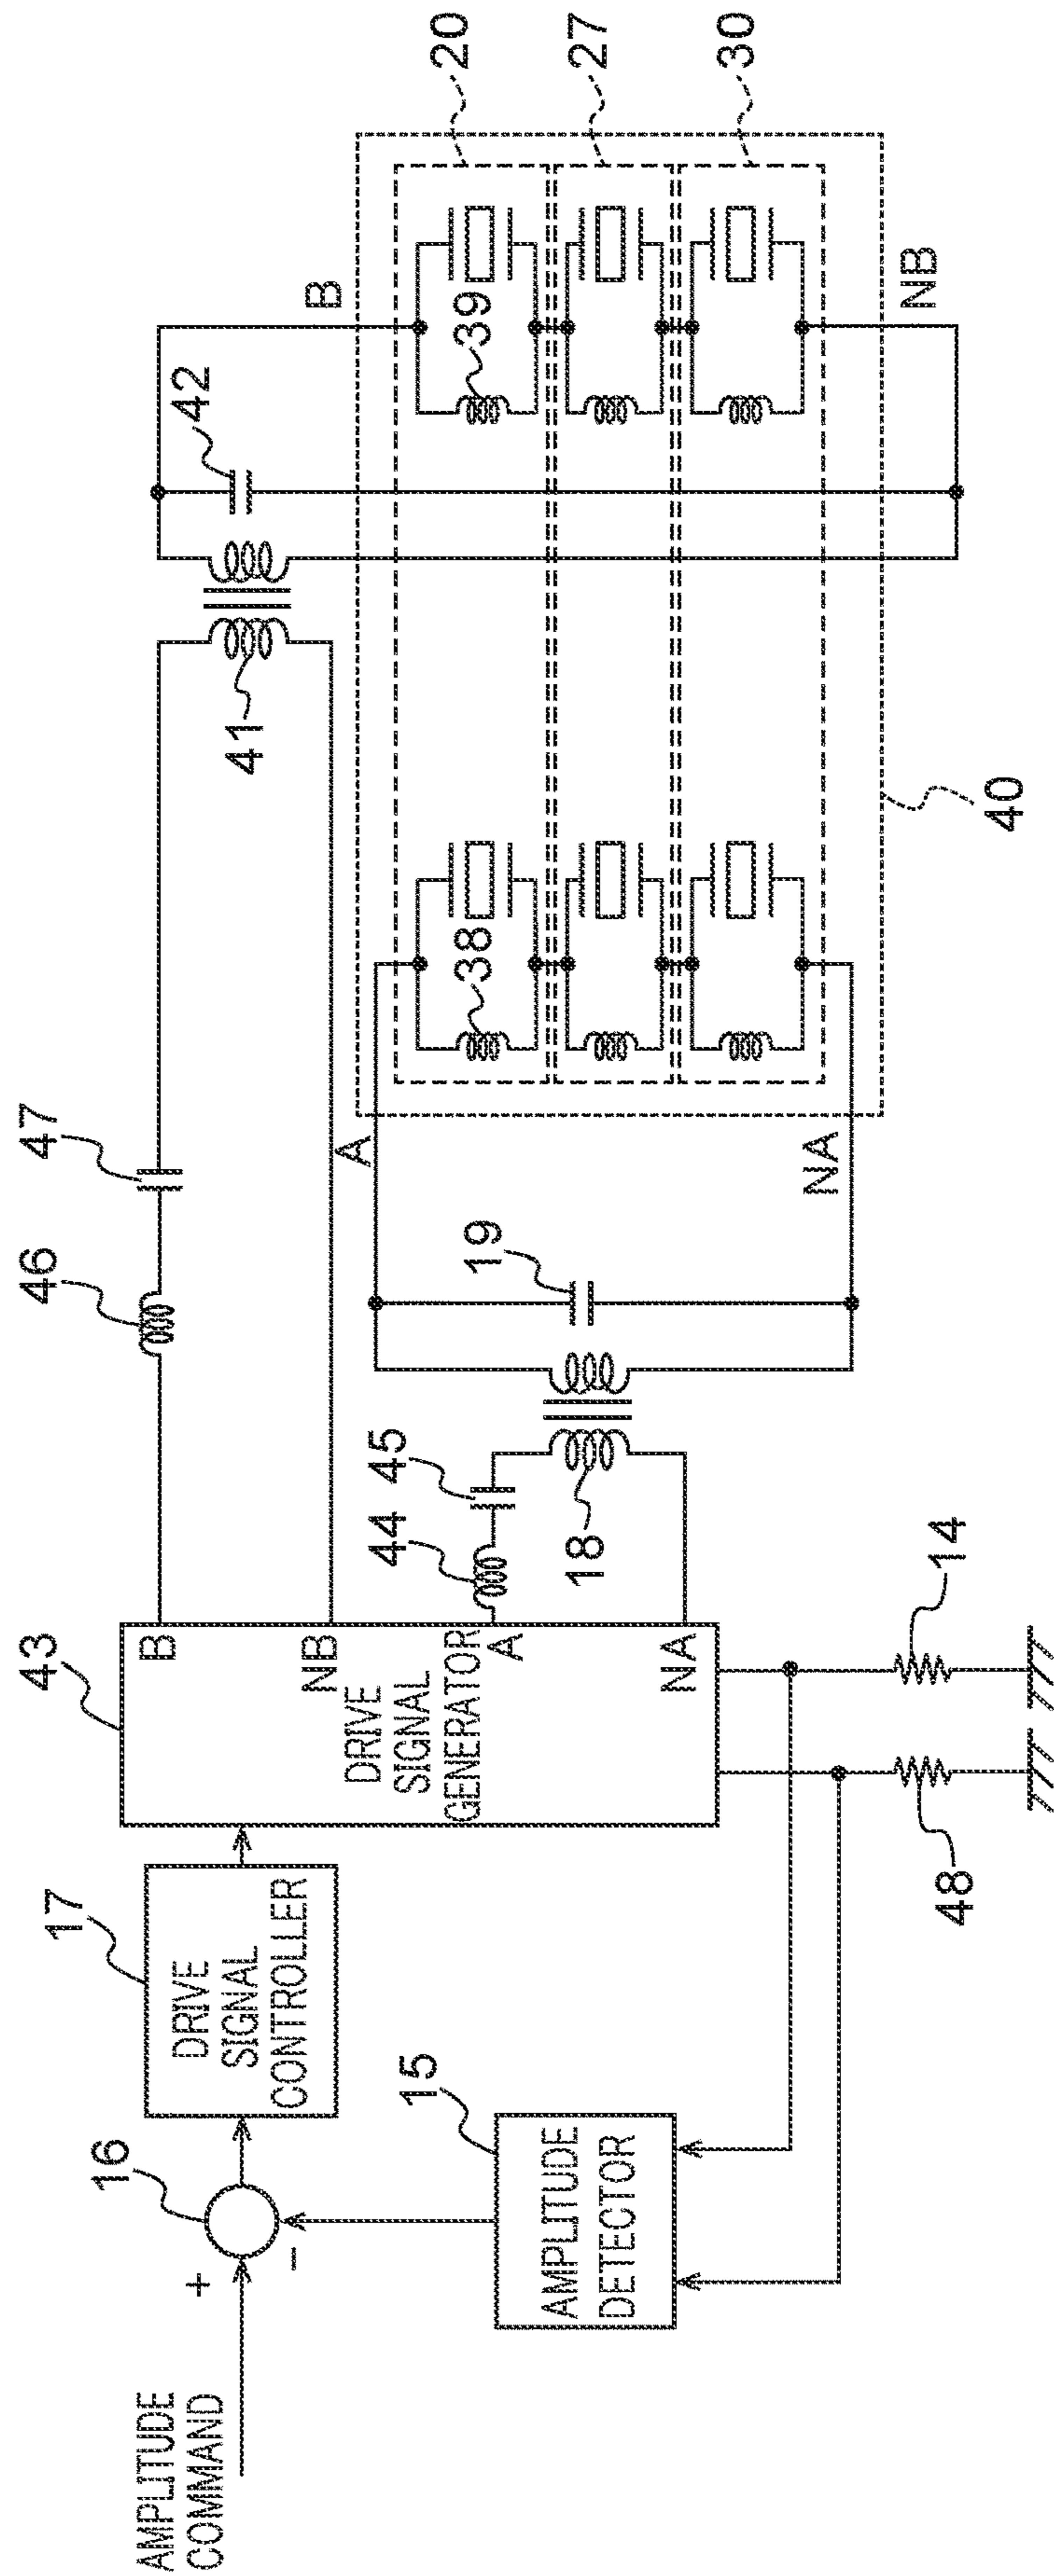 AMPLITUDE
COMMAND
+
−
16
17
DRIVE
SIGNAL
CONTROLLER
15
AMPLITUDE
DETECTOR
43
B
NB
DRIVE
SIGNAL
GENERATOR
A
NA
48
14
46
47
44
45
18
19
A
NA
41
42
B
NB
38
39
40
20
27
30